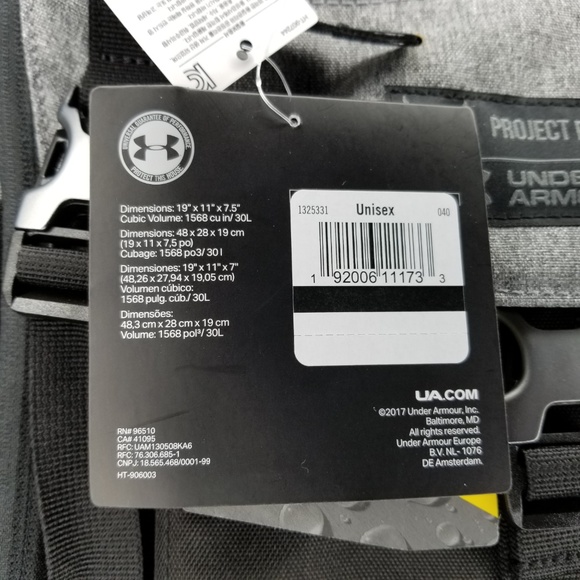 UNIVERSAL GUARANTEE OF PERFORMANCE
PROTECT THIS HOUSE
Dimensions: 19" x 11" x 7.5"
Cubic Volume: 1568 cu in/ 30L
Dimensions: 48 x 28 x 19 cm
(19 x 11 x 7,5 po)
Cubage: 1568 po3/ 30 l
Dimensiones: 19" x 11" x 7"
(48,26 x 27,94 x 19,05 cm)
Volumen cúbico:
1568 pulg. cúb./ 30L
Dimensões:
48,3 cm x 28 cm x 19 cm
Volume: 1568 pol³/ 30L
RN# 96510
CA# 41095
RFC: UAM130508KA6
RFC: 76.306.685-1
CNPJ: 18.565.468/0001-99
HT-906003
1325331 Unisex 040
1 92006 11173 3
UA.COM
©2017 Under Armour, Inc.
Baltimore, MD
All rights reserved.
Under Armour Europe
B.V. NL- 1076
DE Amsterdam.
PROJECT
UNDER
ARMOUR